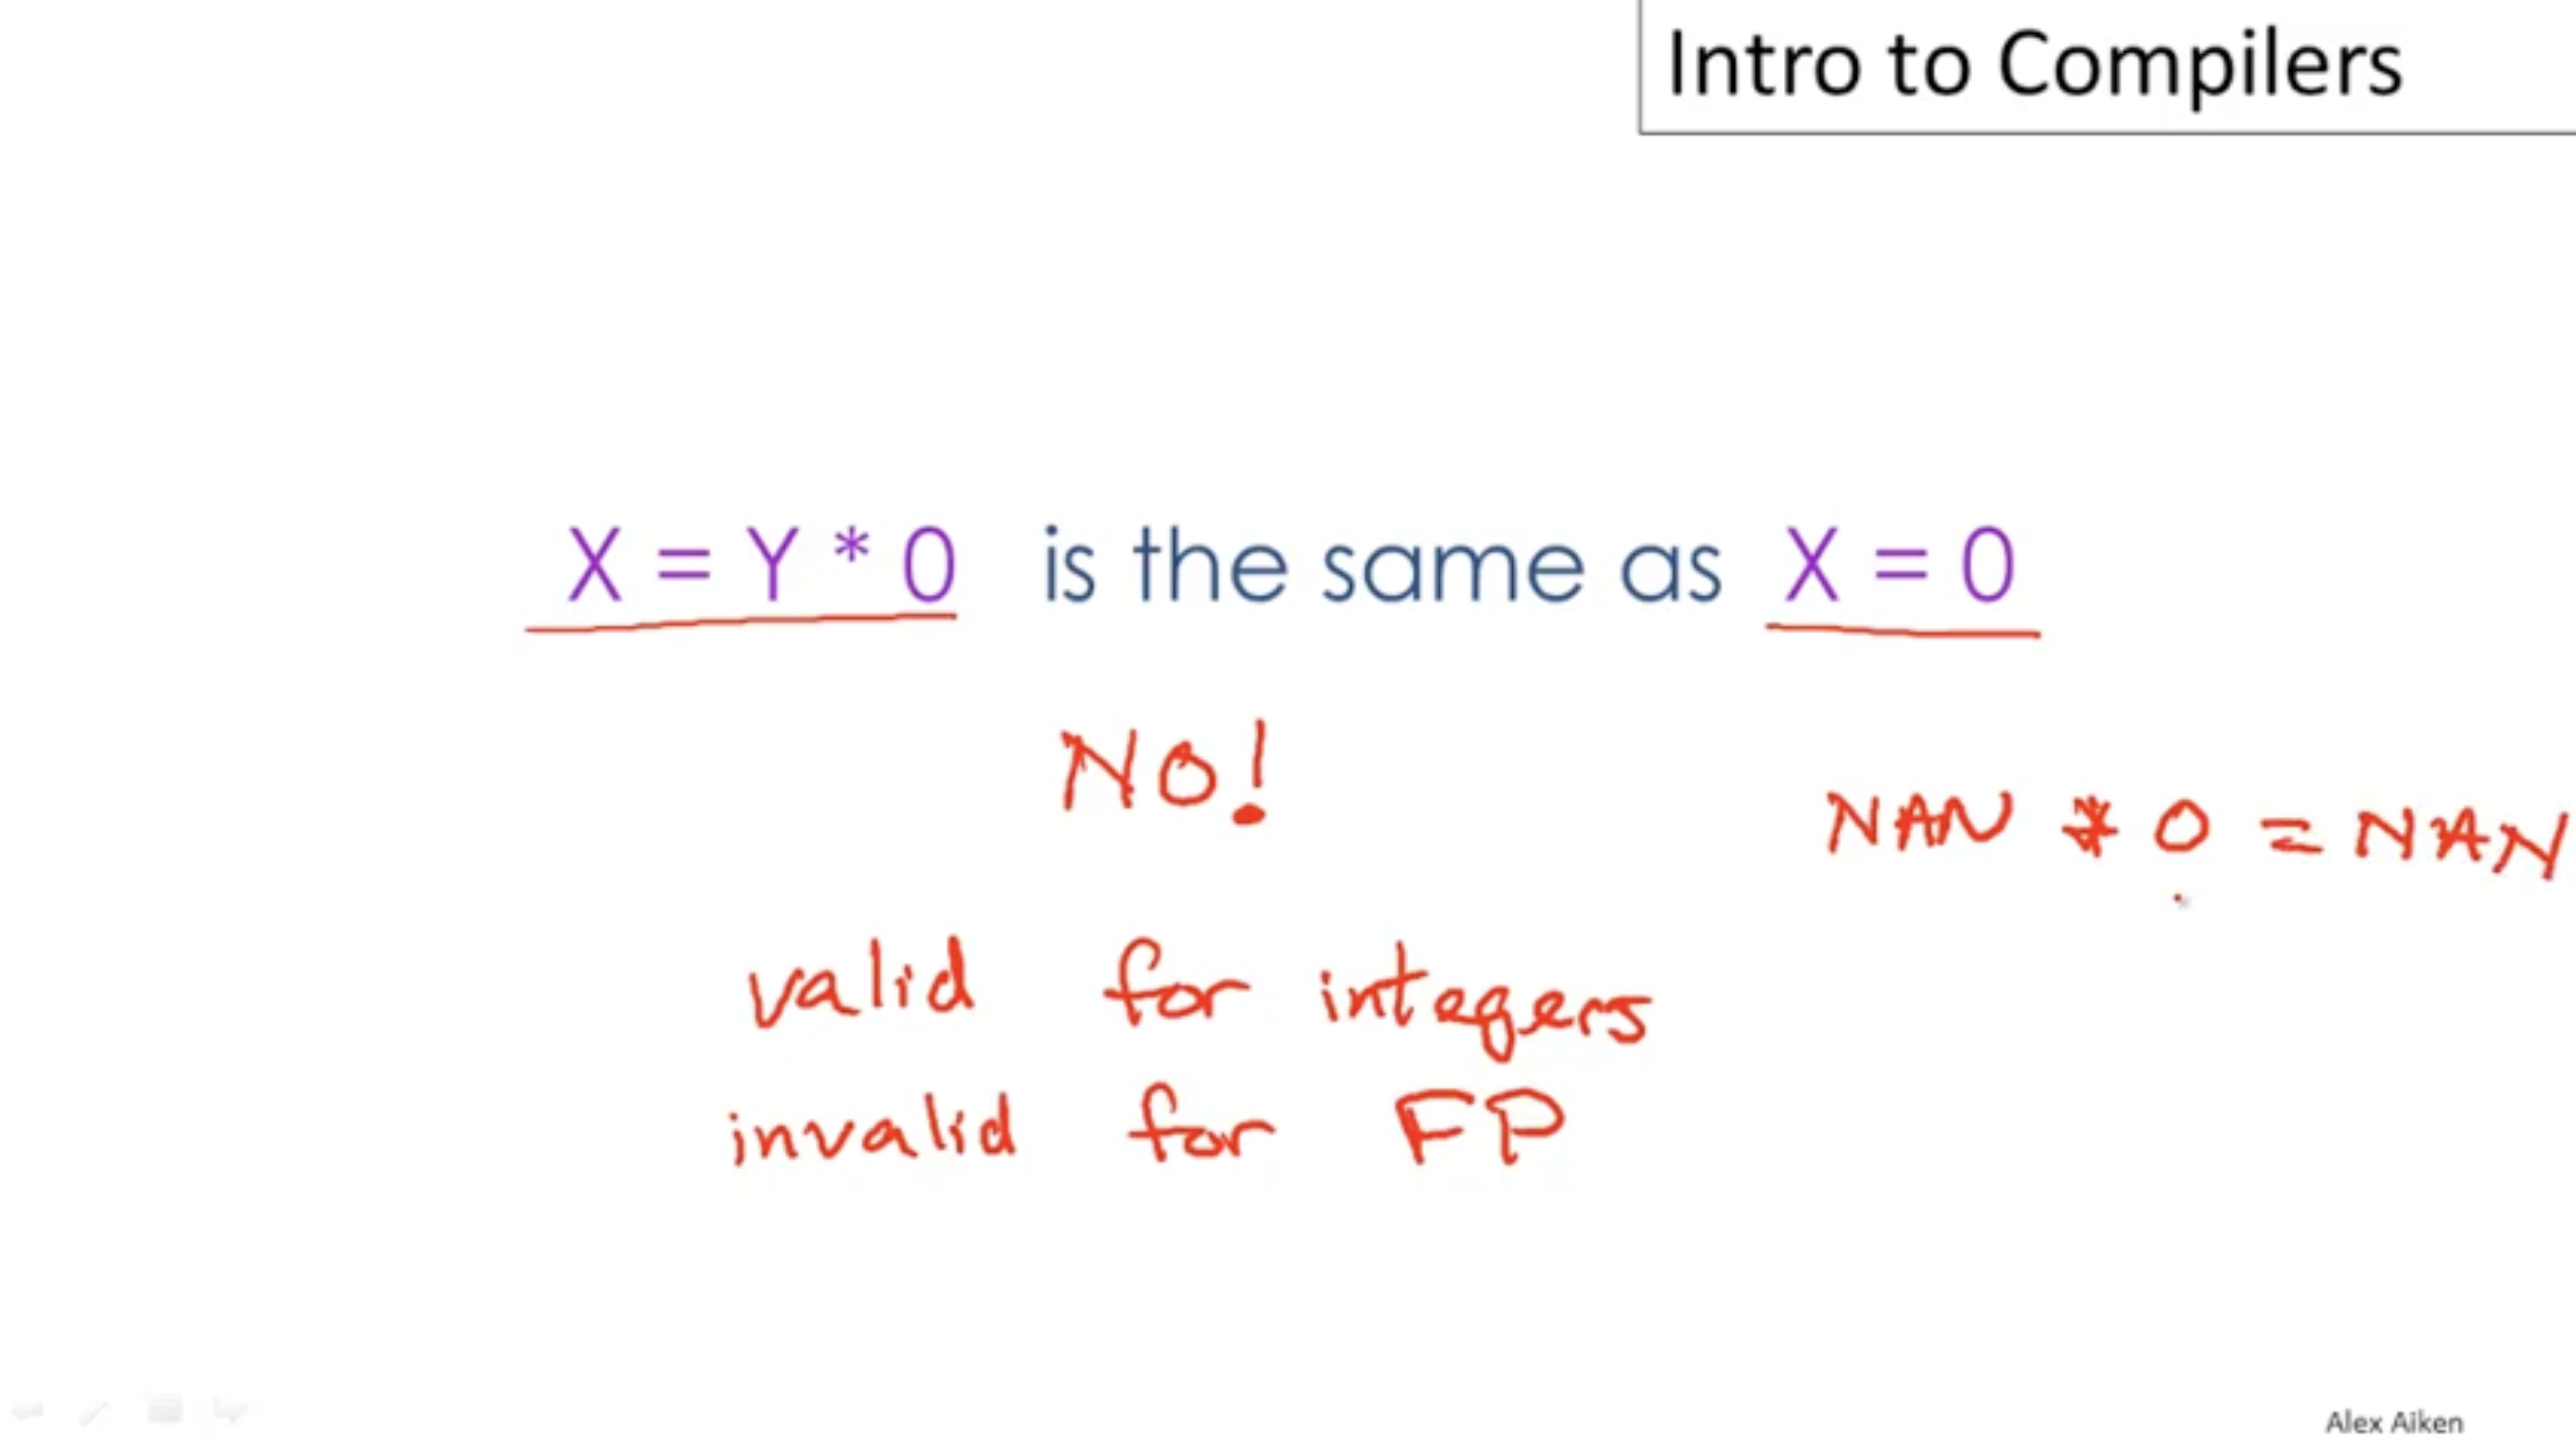 Intro to Compilers
X = Y * 0 is the same as X = 0
NO!
NAN * 0 = NAN
valid for integers
invalid for FP
Alex Aiken